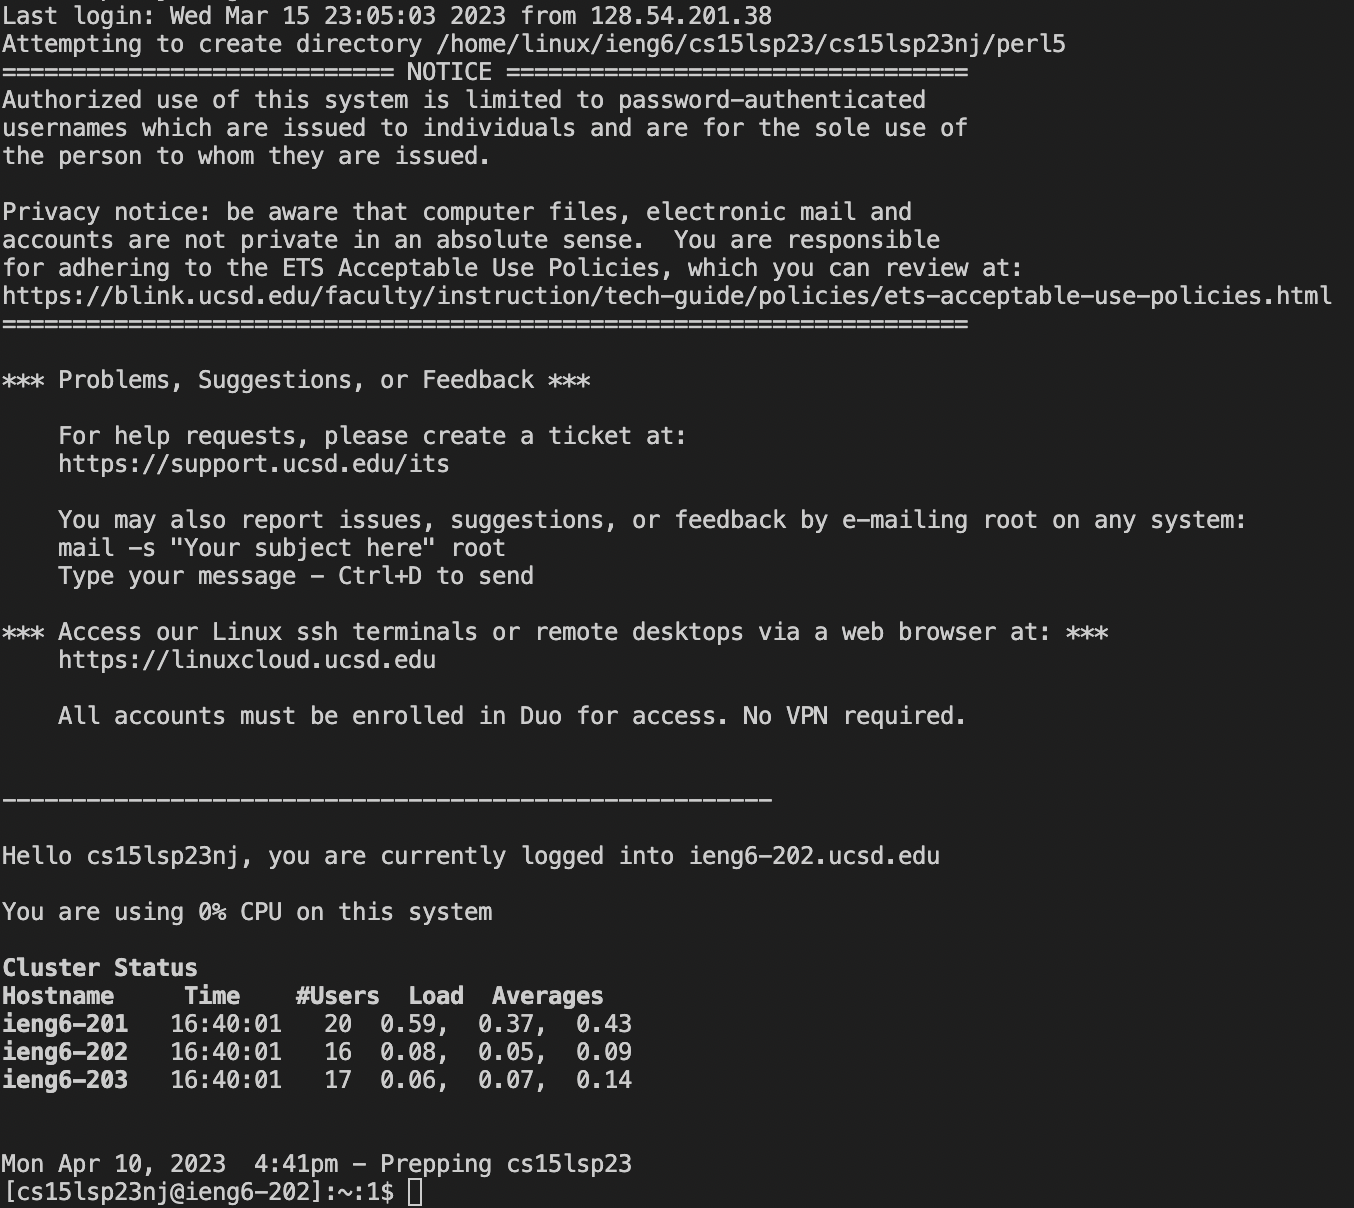 Last login: Wed Mar 15 23:05:03 2023 from 128.54.201.38
Attempting to create directory /home/linux/ieng6/cs15lsp23/cs15lsp23nj/perl5
============================ NOTICE =================================
Authorized use of this system is limited to password-authenticated
usernames which are issued to individuals and are for the sole use of
the person to whom they are issued.

Privacy notice: be aware that computer files, electronic mail and
accounts are not private in an absolute sense.  You are responsible
for adhering to the ETS Acceptable Use Policies, which you can review at:
https://blink.ucsd.edu/faculty/instruction/tech-guide/policies/ets-acceptable-use-policies.html
=====================================================================

*** Problems, Suggestions, or Feedback ***

    For help requests, please create a ticket at:
    https://support.ucsd.edu/its

    You may also report issues, suggestions, or feedback by e-mailing root on any system:
    mail -s "Your subject here" root
    Type your message - Ctrl+D to send

*** Access our Linux ssh terminals or remote desktops via a web browser at: ***
    https://linuxcloud.ucsd.edu

    All accounts must be enrolled in Duo for access. No VPN required.


-------------------------------------------------------

Hello cs15lsp23nj, you are currently logged into ieng6-202.ucsd.edu

You are using 0% CPU on this system

Cluster Status
Hostname     Time    #Users  Load  Averages
ieng6-201   16:40:01   20  0.59,  0.37,  0.43
ieng6-202   16:40:01   16  0.08,  0.05,  0.09
ieng6-203   16:40:01   17  0.06,  0.07,  0.14


Mon Apr 10, 2023  4:41pm - Prepping cs15lsp23
[cs15lsp23nj@ieng6-202]:~:1$